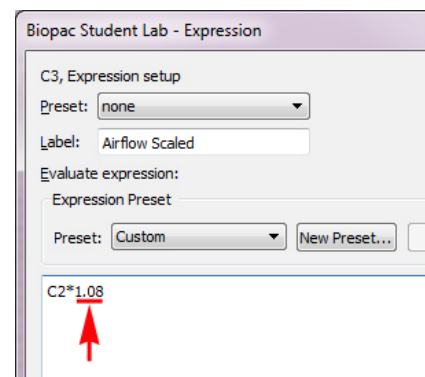 Biopac Student Lab - Expression
C3, Expression setup
Preset: none
Label: Airflow Scaled
Evaluate expression:
Expression Preset
Preset: Custom New Preset...
C2*1.08